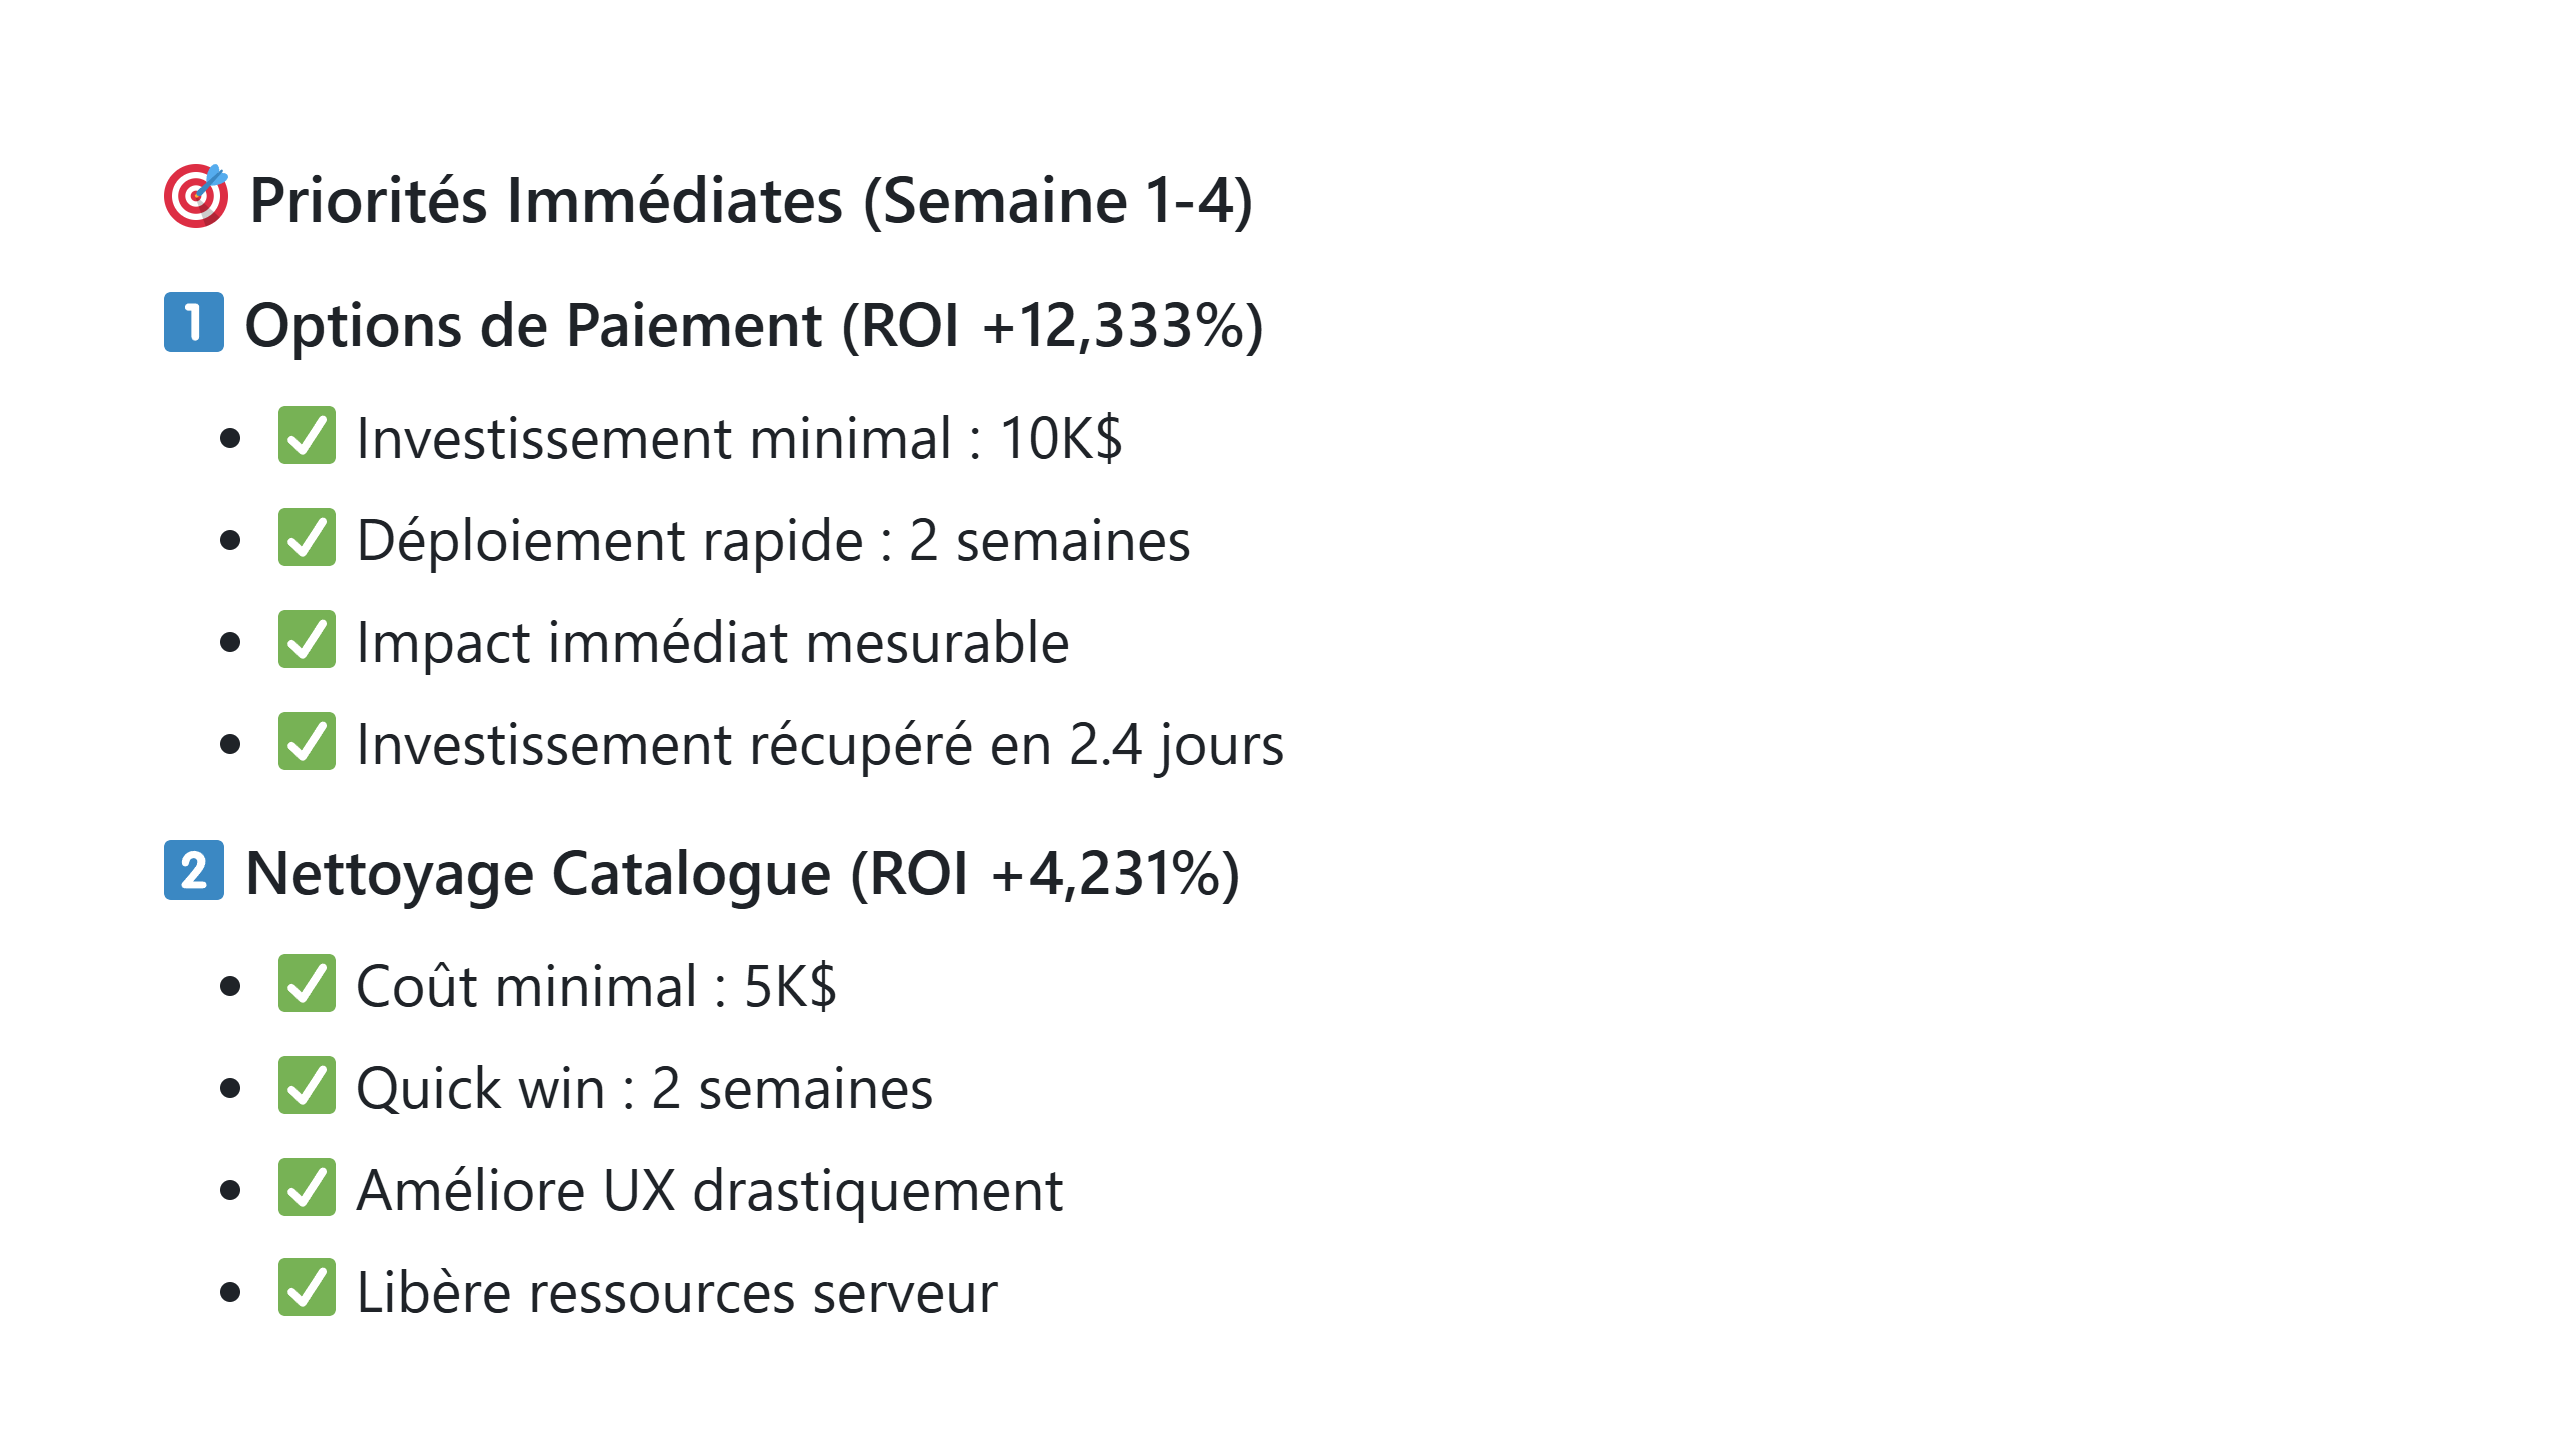 🎯 Priorités Immédiates (Semaine 1-4)
1️⃣ Options de Paiement (ROI +12,333%)
• ✅ Investissement minimal : 10K$
• ✅ Déploiement rapide : 2 semaines
• ✅ Impact immédiat mesurable
• ✅ Investissement récupéré en 2.4 jours
2️⃣ Nettoyage Catalogue (ROI +4,231%)
• ✅ Coût minimal : 5K$
• ✅ Quick win : 2 semaines
• ✅ Améliore UX drastiquement
• ✅ Libère ressources serveur